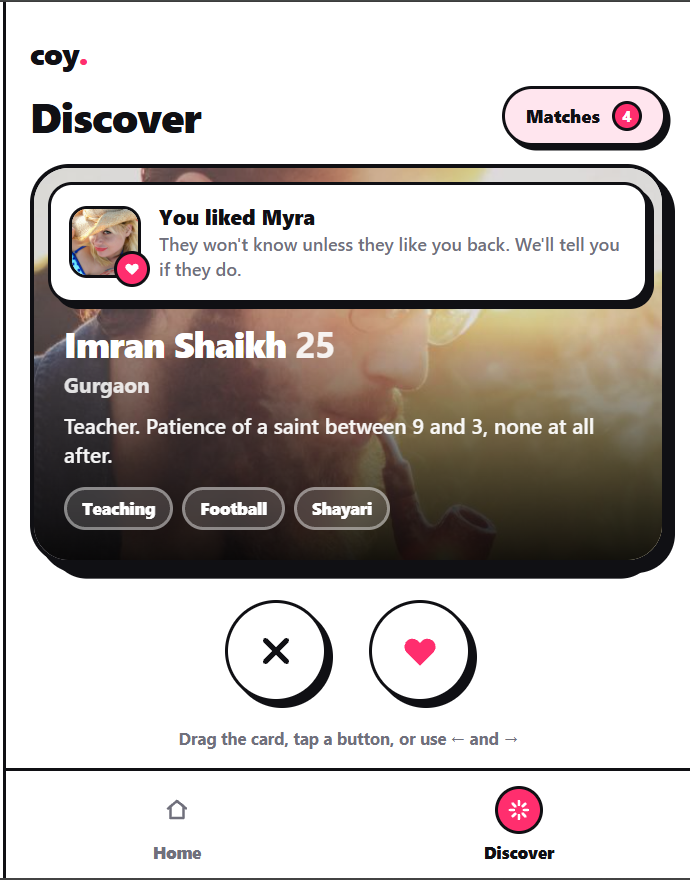 coy.
Discover
Matches 4
You liked Myra
They won't know unless they like you back. We'll tell you
if they do.
Imran Shaikh 25
Gurgaon
Teacher. Patience of a saint between 9 and 3, none at all
after.
Teaching Football Shayari
Drag the card, tap a button, or use ← and →
Home Discover